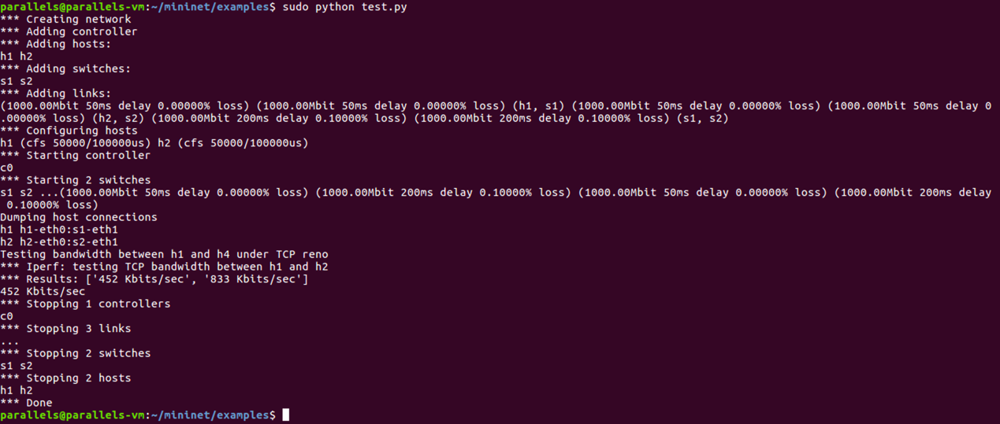 parallels@parallels-vm:~/mininet/examples$ sudo python test.py
*** Creating network
*** Adding controller
*** Adding hosts:
h1 h2
*** Adding switches:
s1 s2
*** Adding links:
(1000.00Mbit 50ms delay 0.00000% loss) (1000.00Mbit 50ms delay 0.00000% loss) (h1, s1) (1000.00Mbit 50ms delay 0.00000% loss) (1000.00Mbit 50ms delay 0
.00000% loss) (h2, s2) (1000.00Mbit 200ms delay 0.10000% loss) (1000.00Mbit 200ms delay 0.10000% loss) (s1, s2)
*** Configuring hosts
h1 (cfs 50000/100000us) h2 (cfs 50000/100000us)
*** Starting controller
c0
*** Starting 2 switches
s1 s2 ...(1000.00Mbit 50ms delay 0.00000% loss) (1000.00Mbit 200ms delay 0.10000% loss) (1000.00Mbit 50ms delay 0.00000% loss) (1000.00Mbit 200ms delay
 0.10000% loss)
Dumping host connections
h1 h1-eth0:s1-eth1
h2 h2-eth0:s2-eth1
Testing bandwidth between h1 and h4 under TCP reno
*** Iperf: testing TCP bandwidth between h1 and h2
*** Results: ['452 Kbits/sec', '833 Kbits/sec']
452 Kbits/sec
*** Stopping 1 controllers
c0
*** Stopping 3 links
...
*** Stopping 2 switches
s1 s2
*** Stopping 2 hosts
h1 h2
*** Done
parallels@parallels-vm:~/mininet/examples$